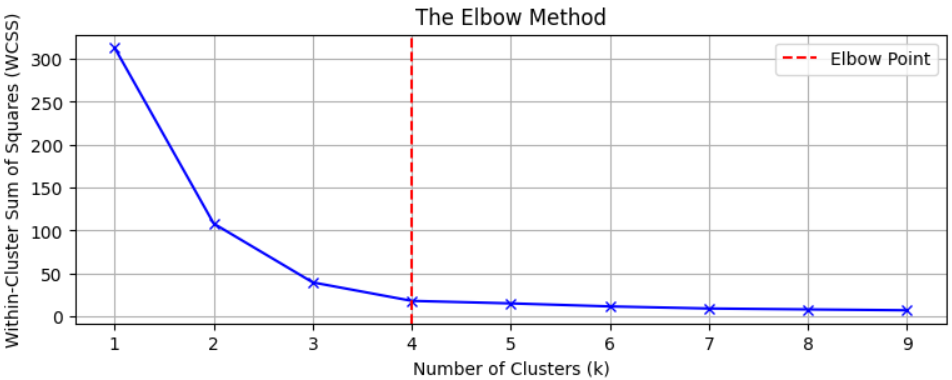 The Elbow Method
Within-Cluster Sum of Squares (WCSS)
300
250
200
150
100
50
0
Elbow Point
1 2 3 4 5 6 7 8 9
Number of Clusters (k)